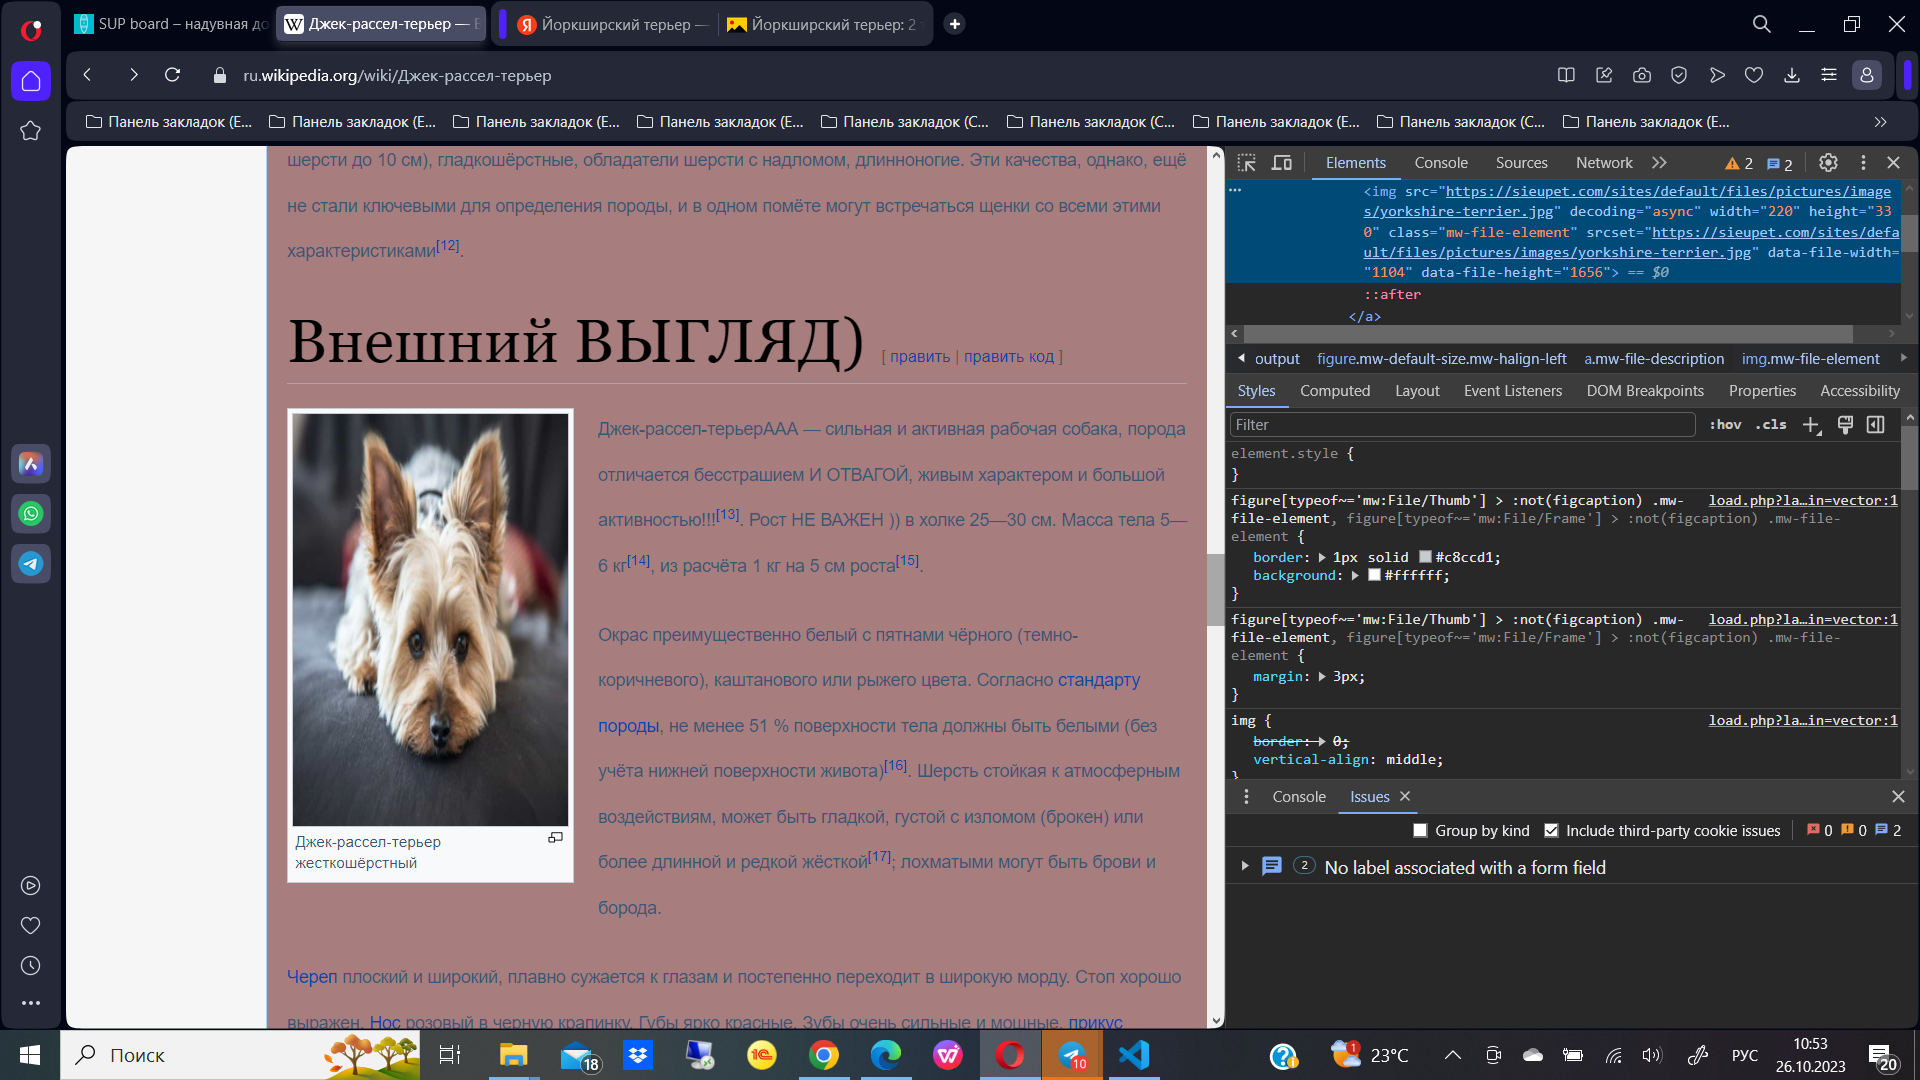 SUP board – надувная до
Джек-рассел-терьер —
Йоркширский терьер —
Йоркширский терьер: 2
ru.wikipedia.org/wiki/Джек-рассел-терьер
Панель закладок (Е... Панель закладок (Е... Панель закладок (Е... Панель закладок (Е... Панель закладок (С... Панель закладок (С... Панель закладок (Е... Панель закладок (С... Панель закладок (Е...
шерсти до 10 см), гладкошёрстные, обладатели шерсти с надломом, длинноногие. Эти качества, однако, ещё
не стали ключевыми для определения породы, и в одном помёте могут встречаться щенки со всеми этими
характеристиками[12].
Внешний ВЫГЛЯД) [ править | править код ]
Джек-рассел-терьерААА — сильная и активная рабочая собака, порода
отличается бесстрашием И ОТВАГОЙ, живым характером и большой
активностью!!![13]. Рост НЕ ВАЖЕН )) в холке 25—30 см. Масса тела 5—
6 кг[14], из расчёта 1 кг на 5 см роста[15].
Окрас преимущественно белый с пятнами чёрного (темно-
коричневого), каштанового или рыжего цвета. Согласно стандарту
породы, не менее 51 % поверхности тела должны быть белыми (без
учёта нижней поверхности живота)[16]. Шерсть стойкая к атмосферным
воздействиям, может быть гладкой, густой с изломом (брокен) или
более длинной и редкой жёсткой[17]; лохматыми могут быть брови и
борода.
Джек-рассел-терьер
жесткошёрстный
Череп плоский и широкий, плавно сужается к глазам и постепенно переходит в широкую морду. Стоп хорошо
выражен. Нос розовый в черную крапинку. Губы ярко красные. Зубы очень сильные и мощные, прикус
Elements Console Sources Network 2 2
<img src="https://sieupet.com/sites/default/files/pictures/image
s/yorkshire-terrier.jpg" decoding="async" width="220" height="33
0" class="mw-file-element" srcset="https://sieupet.com/sites/defa
ult/files/pictures/images/yorkshire-terrier.jpg" data-file-width=
"1104" data-file-height="1656"> == $0
::after
</a>
output figure.mw-default-size.mw-halign-left a.mw-file-description img.mw-file-element
Styles Computed Layout Event Listeners DOM Breakpoints Properties Accessibility
Filter :hov .cls
element.style {
}
figure[typeof~='mw:File/Thumb'] > :not(figcaption) .mw- load.php?la…in=vector:1
file-element, figure[typeof~='mw:File/Frame'] > :not(figcaption) .mw-file-
element {
border: 1px solid #c8ccd1;
background: #ffffff;
}
figure[typeof~='mw:File/Thumb'] > :not(figcaption) .mw- load.php?la…in=vector:1
file-element, figure[typeof~='mw:File/Frame'] > :not(figcaption) .mw-file-
element {
margin: 3px;
}
img { load.php?la…in=vector:1
border: 0;
vertical-align: middle;
}
Console Issues
Group by kind Include third-party cookie issues 0 0 2
2 No label associated with a form field
Поиск
18
10
1
23°C
РУС
10:53
26.10.2023
20